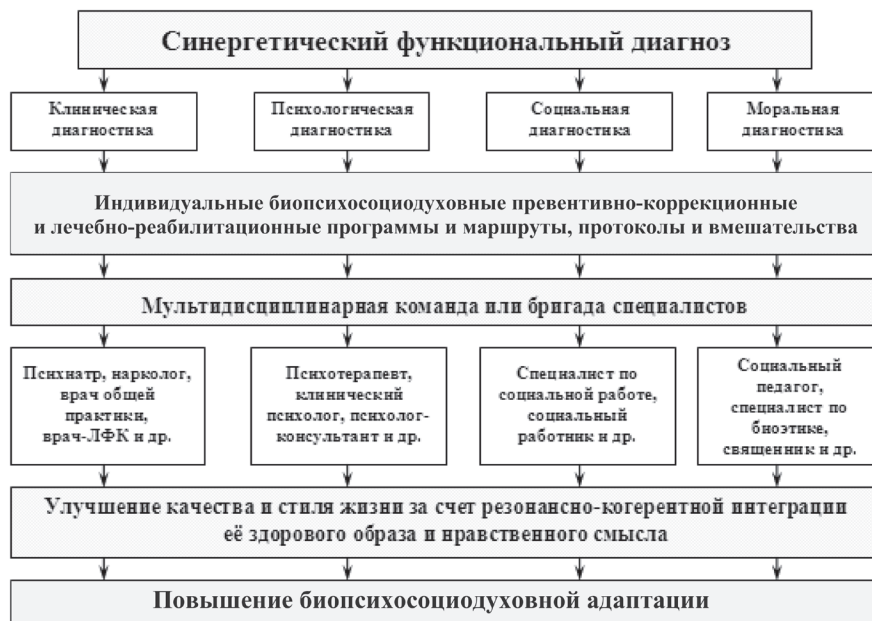 Синергетический функциональный диагноз
Клиническая
диагностика
Психологическая
диагностика
Социальная
диагностика
Моральная
диагностика
Индивидуальные биопсихосоциодуховные превентивно-коррекционные
и лечебно-реабилитационные программы и маршруты, протоколы и вмешательства
Мультидисциплинарная команда или бригада специалистов
Психиатр, нарколог,
врач общей
практики,
врач-ЛФК и др.
Психотерапевт,
клинический
психолог, психолог-
консультант и др.
Специалист по
социальной работе,
социальный
работник и др.
Социальный
педагог,
специалист по
биоэтике,
священник и др.
Улучшение качества и стиля жизни за счет резонансно-когерентной интеграции
её здорового образа и нравственного смысла
Повышение биопсихосоциодуховной адаптации